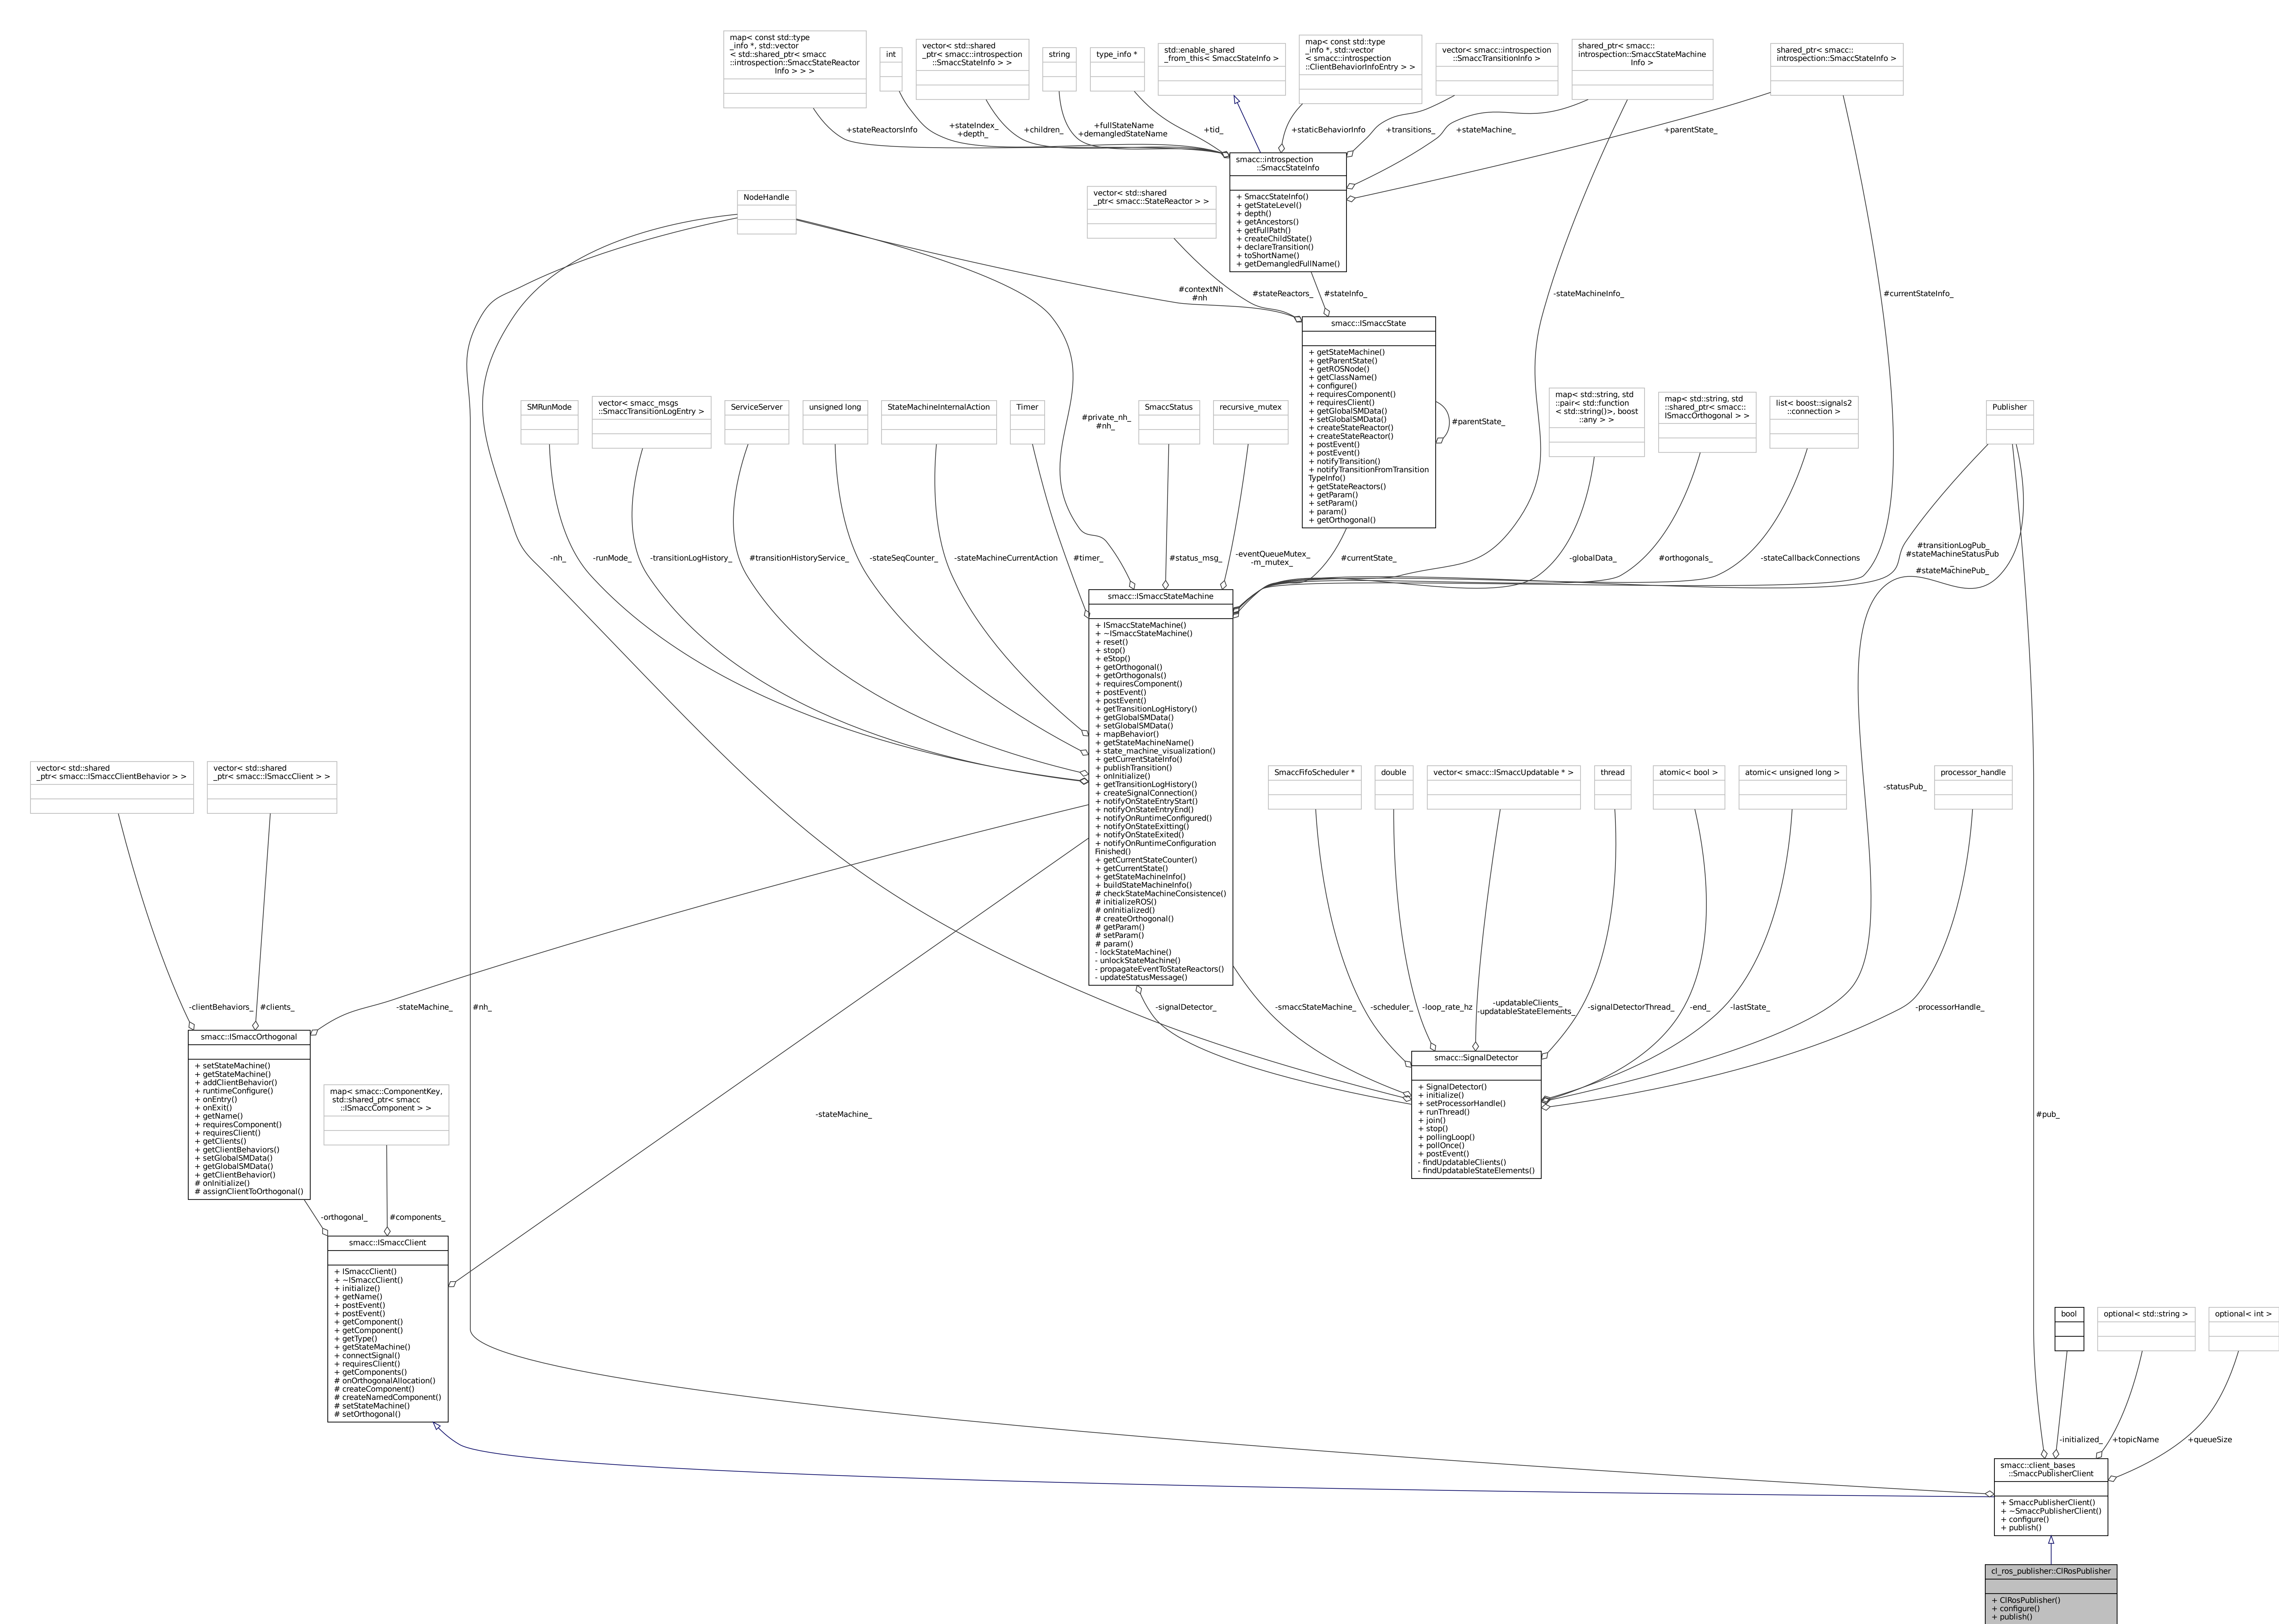 map< const std::type
_info *, std::vector
< std::shared_ptr< smacc
::introspection::SmaccStateReactor
Info > > >
int
vector< std::shared
_ptr< smacc::introspection
::SmaccStateInfo > >
string
type_info *
std::enable_shared
_from_this< SmaccStateInfo >
map< const std::type
_info *, std::vector
< smacc::introspection
::ClientBehaviorInfoEntry > >
vector< smacc::introspection
::SmaccTransitionInfo >
shared_ptr< smacc::
introspection::SmaccStateMachine
Info >
shared_ptr< smacc::
introspection::SmaccStateInfo >
+stateReactorsInfo
+stateIndex_
+depth_
+children_
+fullStateName
+demangledStateName
+tid_
+staticBehaviorInfo
+transitions_
+stateMachine_
+parentState_
smacc::introspection
::SmaccStateInfo
+ SmaccStateInfo()
+ getStateLevel()
+ depth()
+ getAncestors()
+ getFullPath()
+ createChildState()
+ declareTransition()
+ toShortName()
+ getDemangledFullName()
NodeHandle
vector< std::shared
_ptr< smacc::StateReactor > >
#contextNh
#nh
#stateReactors_
#stateInfo_
-stateMachineInfo_
#currentStateInfo_
smacc::ISmaccState
+ getStateMachine()
+ getParentState()
+ getROSNode()
+ getClassName()
+ configure()
+ requiresComponent()
+ requiresClient()
+ getGlobalSMData()
+ setGlobalSMData()
+ createStateReactor()
+ createStateReactor()
+ postEvent()
+ postEvent()
+ notifyTransition()
+ notifyTransitionFromTransition
TypeInfo()
+ getStateReactors()
+ getParam()
+ setParam()
+ param()
+ getOrthogonal()
#parentState_
SMRunMode
vector< smacc_msgs
::SmaccTransitionLogEntry >
ServiceServer
unsigned long
StateMachineInternalAction
Timer
#private_nh_
#nh_
SmaccStatus
recursive_mutex
map< std::string, std
::pair< std::function
< std::string()>, boost
::any > >
map< std::string, std
::shared_ptr< smacc::
ISmaccOrthogonal > >
list< boost::signals2
::connection >
Publisher
-nh_
-runMode_
-transitionLogHistory_
#transitionHistoryService_
-stateSeqCounter_
-stateMachineCurrentAction
#timer_
#status_msg_
-eventQueueMutex_
-m_mutex_
#currentState_
-globalData_
#orthogonals_
-stateCallbackConnections
#transitionLogPub_
#stateMachineStatusPub
_
#stateMachinePub_
smacc::ISmaccStateMachine
+ ISmaccStateMachine()
+ ~ISmaccStateMachine()
+ reset()
+ stop()
+ eStop()
+ getOrthogonal()
+ getOrthogonals()
+ requiresComponent()
+ postEvent()
+ postEvent()
+ getTransitionLogHistory()
+ getGlobalSMData()
+ setGlobalSMData()
+ mapBehavior()
+ getStateMachineName()
+ state_machine_visualization()
+ getCurrentStateInfo()
+ publishTransition()
+ onInitialize()
+ getTransitionLogHistory()
+ createSignalConnection()
+ notifyOnStateEntryStart()
+ notifyOnStateEntryEnd()
+ notifyOnRuntimeConfigured()
+ notifyOnStateExitting()
+ notifyOnStateExited()
+ notifyOnRuntimeConfiguration
Finished()
+ getCurrentStateCounter()
+ getCurrentState()
+ getStateMachineInfo()
+ buildStateMachineInfo()
# checkStateMachineConsistence()
# initializeROS()
# onInitialized()
# createOrthogonal()
# getParam()
# setParam()
# param()
- lockStateMachine()
- unlockStateMachine()
- propagateEventToStateReactors()
- updateStatusMessage()
vector< std::shared
_ptr< smacc::ISmaccClientBehavior > >
vector< std::shared
_ptr< smacc::ISmaccClient > >
SmaccFifoScheduler *
double
vector< smacc::ISmaccUpdatable * >
thread
atomic< bool >
atomic< unsigned long >
-statusPub_
processor_handle
-clientBehaviors_
#clients_
-stateMachine_
#nh_
-signalDetector_
-smaccStateMachine_
-scheduler_
-loop_rate_hz
-updatableClients_
-updatableStateElements_
-signalDetectorThread_
-end_
-lastState_
-processorHandle_
smacc::ISmaccOrthogonal
+ setStateMachine()
+ getStateMachine()
+ addClientBehavior()
+ runtimeConfigure()
+ onEntry()
+ onExit()
+ getName()
+ requiresComponent()
+ requiresClient()
+ getClients()
+ getClientBehaviors()
+ setGlobalSMData()
+ getGlobalSMData()
+ getClientBehavior()
# onInitialize()
# assignClientToOrthogonal()
map< smacc::ComponentKey,
std::shared_ptr< smacc
::ISmaccComponent > >
smacc::SignalDetector
+ SignalDetector()
+ initialize()
+ setProcessorHandle()
+ runThread()
+ join()
+ stop()
+ pollingLoop()
+ pollOnce()
+ postEvent()
- findUpdatableClients()
- findUpdatableStateElements()
-stateMachine_
#pub_
-orthogonal_
#components_
smacc::ISmaccClient
+ ISmaccClient()
+ ~ISmaccClient()
+ initialize()
+ getName()
+ postEvent()
+ postEvent()
+ getComponent()
+ getComponent()
+ getType()
+ getStateMachine()
+ connectSignal()
+ requiresClient()
+ getComponents()
# onOrthogonalAllocation()
# createComponent()
# createNamedComponent()
# setStateMachine()
# setOrthogonal()
bool
optional< std::string >
optional< int >
-initialized_
+topicName
+queueSize
smacc::client_bases
::SmaccPublisherClient
+ SmaccPublisherClient()
+ ~SmaccPublisherClient()
+ configure()
+ publish()
cl_ros_publisher::ClRosPublisher
+ ClRosPublisher()
+ configure()
+ publish()